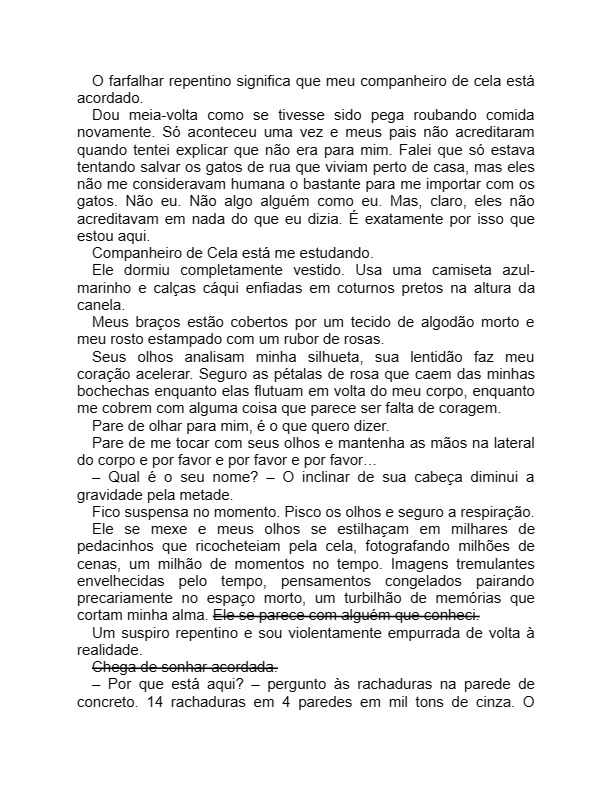 O farfalhar repentino significa que meu companheiro de cela está
acordado.
Dou meia-volta como se tivesse sido pega roubando comida
novamente. Só aconteceu uma vez e meus pais não acreditaram
quando tentei explicar que não era para mim. Falei que só estava
tentando salvar os gatos de rua que viviam perto de casa, mas eles
não me consideravam humana o bastante para me importar com os
gatos. Não eu. Não algo alguém como eu. Mas, claro, eles não
acreditavam em nada do que eu dizia. É exatamente por isso que
estou aqui.
Companheiro de Cela está me estudando.
Ele dormiu completamente vestido. Usa uma camiseta azul-
marinho e calças cáqui enfiadas em coturnos pretos na altura da
canela.
Meus braços estão cobertos por um tecido de algodão morto e
meu rosto estampado com um rubor de rosas.
Seus olhos analisam minha silhueta, sua lentidão faz meu
coração acelerar. Seguro as pétalas de rosa que caem das minhas
bochechas enquanto elas flutuam em volta do meu corpo, enquanto
me cobrem com alguma coisa que parece ser falta de coragem.
Pare de olhar para mim, é o que quero dizer.
Pare de me tocar com seus olhos e mantenha as mãos na lateral
do corpo e por favor e por favor e por favor…
– Qual é o seu nome? – O inclinar de sua cabeça diminui a
gravidade pela metade.
Fico suspensa no momento. Pisco os olhos e seguro a respiração.
Ele se mexe e meus olhos se estilhaçam em milhares de
pedacinhos que ricocheteiam pela cela, fotografando milhões de
cenas, um milhão de momentos no tempo. Imagens tremulantes
envelhecidas pelo tempo, pensamentos congelados pairando
precariamente no espaço morto, um turbilhão de memórias que
cortam minha alma. Ele se parece com alguém que conheci.
Um suspiro repentino e sou violentamente empurrada de volta à
realidade.
Chega de sonhar acordada.
– Por que está aqui? – pergunto às rachaduras na parede de
concreto. 14 rachaduras em 4 paredes em mil tons de cinza. O